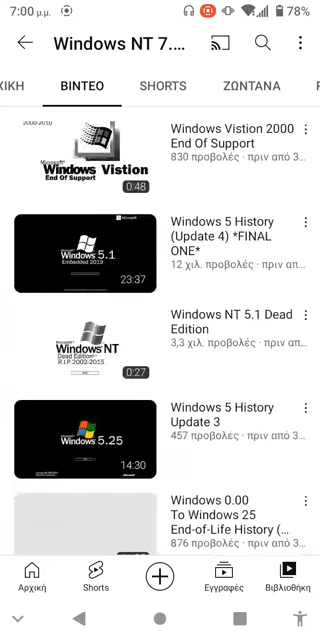 7:00 μ.μ. 78%
Windows NT 7....
ΧΙΚΗ ΒΙΝΤΕΟ SHORTS ΖΩΝΤΑΝΑ
2000-2010
Microsoft
Windows Vistion
End Of Support
0:48
Windows Vistion 2000
End Of Support
830 προβολές · πριν από 3...
Microsoft
Windows 5.1
Embedded 2019
23:37
Windows 5 History
(Update 4) *FINAL
ONE*
12 χιλ. προβολές · πριν απ...
Microsoft
Windows NT
Dead Edition
R.I.P 2002-2015
0:27
Windows NT 5.1 Dead
Edition
3,3 χιλ. προβολές · πριν απ...
Windows 5.25
14:30
Windows 5 History
Update 3
457 προβολές · πριν από 3...
Windows 0.00
To Windows 25
End-of-Life History (...
876 προβολές · πριν από 3...
Αρχική Shorts Εγγραφές Βιβλιοθήκη